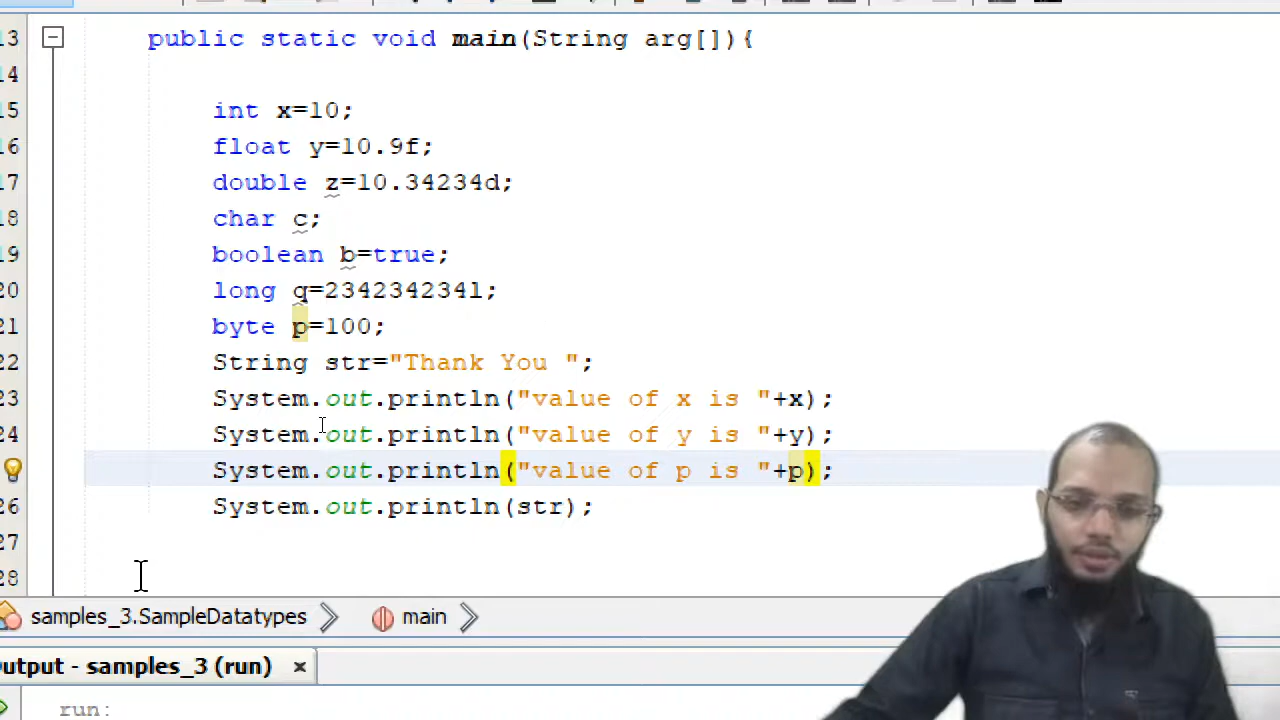 13 public static void main(String arg[]){
14
15 int x=10;
16 float y=10.9f;
17 double z=10.34234d;
18 char c;
19 boolean b=true;
20 long q=234234234l;
21 byte p=100;
22 String str="Thank You ";
23 System.out.println("value of x is "+x);
24 System.out.println("value of y is "+y);
System.out.println("value of p is "+p);
26 System.out.println(str);
27
28
samples_3.SampleDatatypes main
utput - samples_3 (run) ×
run: